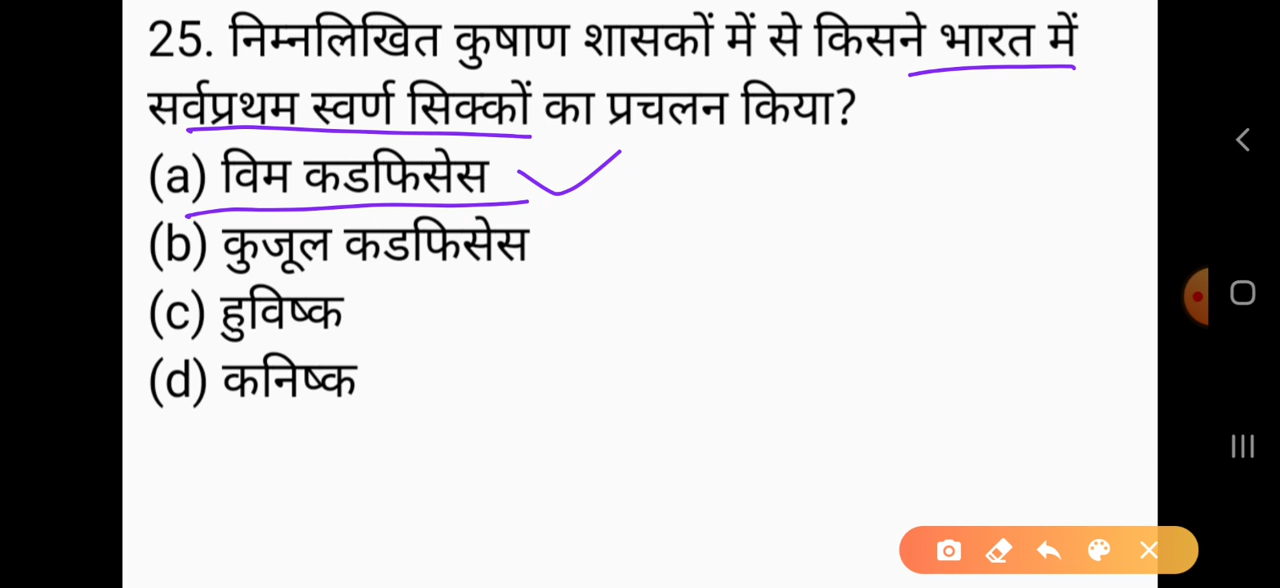 25. निम्नलिखित कुषाण शासकों में से किसने भारत में
सर्वप्रथम स्वर्ण सिक्कों का प्रचलन किया?
(a) विम कडफिसेस
(b) कुजूल कडफिसेस
(c) हुविष्क
(d) कनिष्क